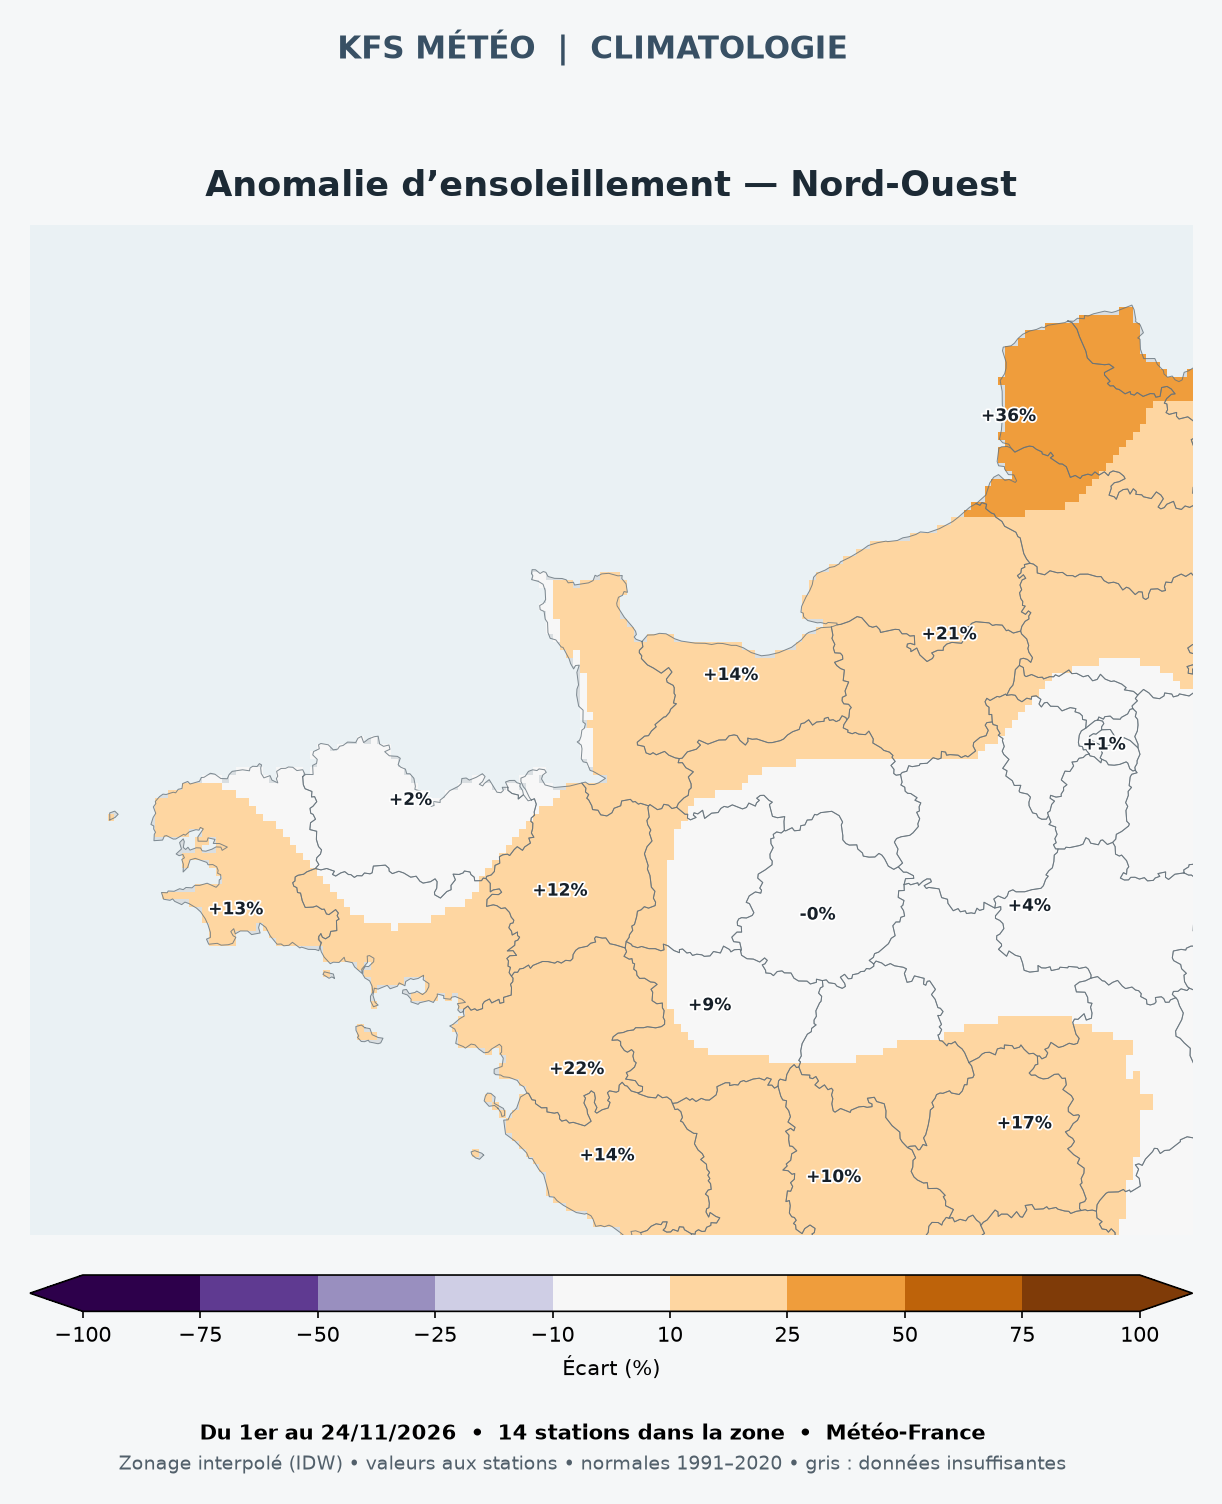 KFS MÉTÉO | CLIMATOLOGIE
Anomalie d’ensoleillement — Nord-Ouest
+36%
+21%
+14%
+1%
+2%
+12%
+13%
-0%
+4%
+9%
+22%
+17%
+14%
+10%
−100 −75 −50 −25 −10 10 25 50 75 100
Écart (%)
Du 1er au 24/11/2026 • 14 stations dans la zone • Météo-France
Zonage interpolé (IDW) • valeurs aux stations • normales 1991–2020 • gris : données insuffisantes